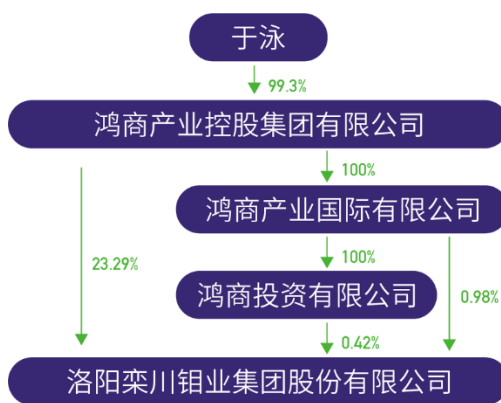 于泳
99.3%
鸿商产业控股集团有限公司
100%
鸿商产业国际有限公司
23.29%
100%
鸿商投资有限公司
0.98%
0.42%
洛阳栾川钼业集团股份有限公司